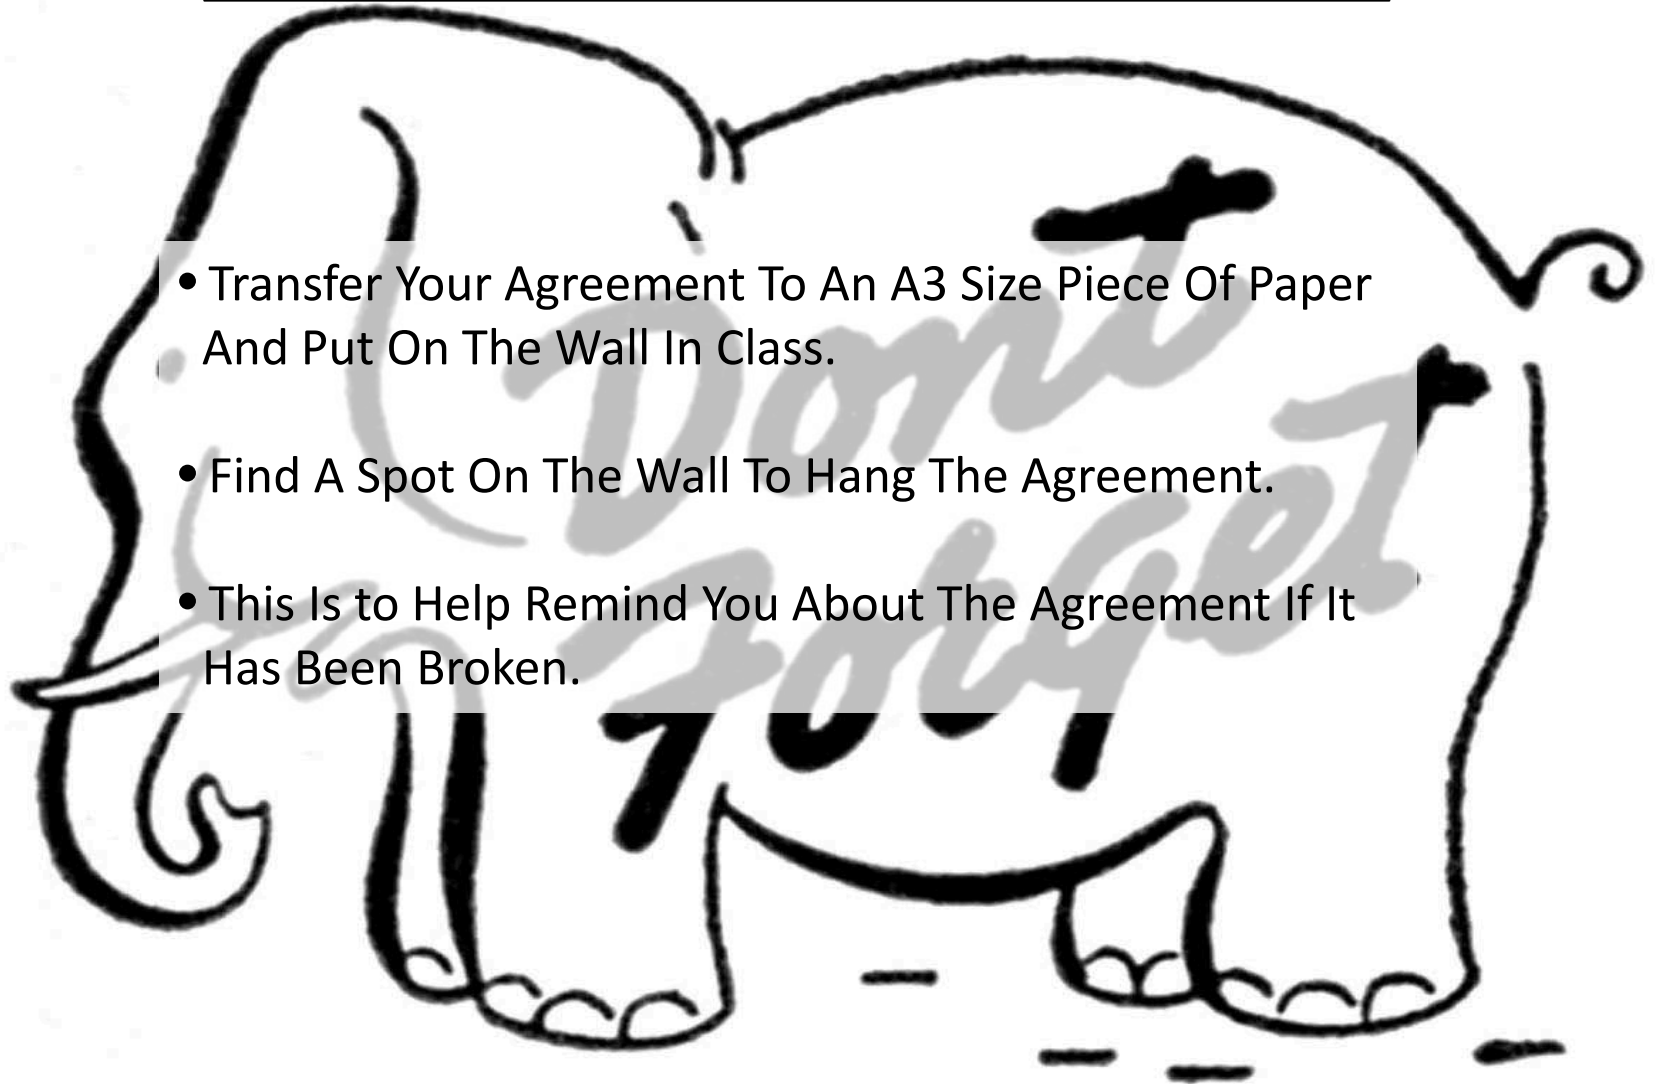 • Transfer Your Agreement To An A3 Size Piece Of Paper
And Put On The Wall In Class.
• Find A Spot On The Wall To Hang The Agreement.
• This Is to Help Remind You About The Agreement If It
Has Been Broken.
Dont
Forget